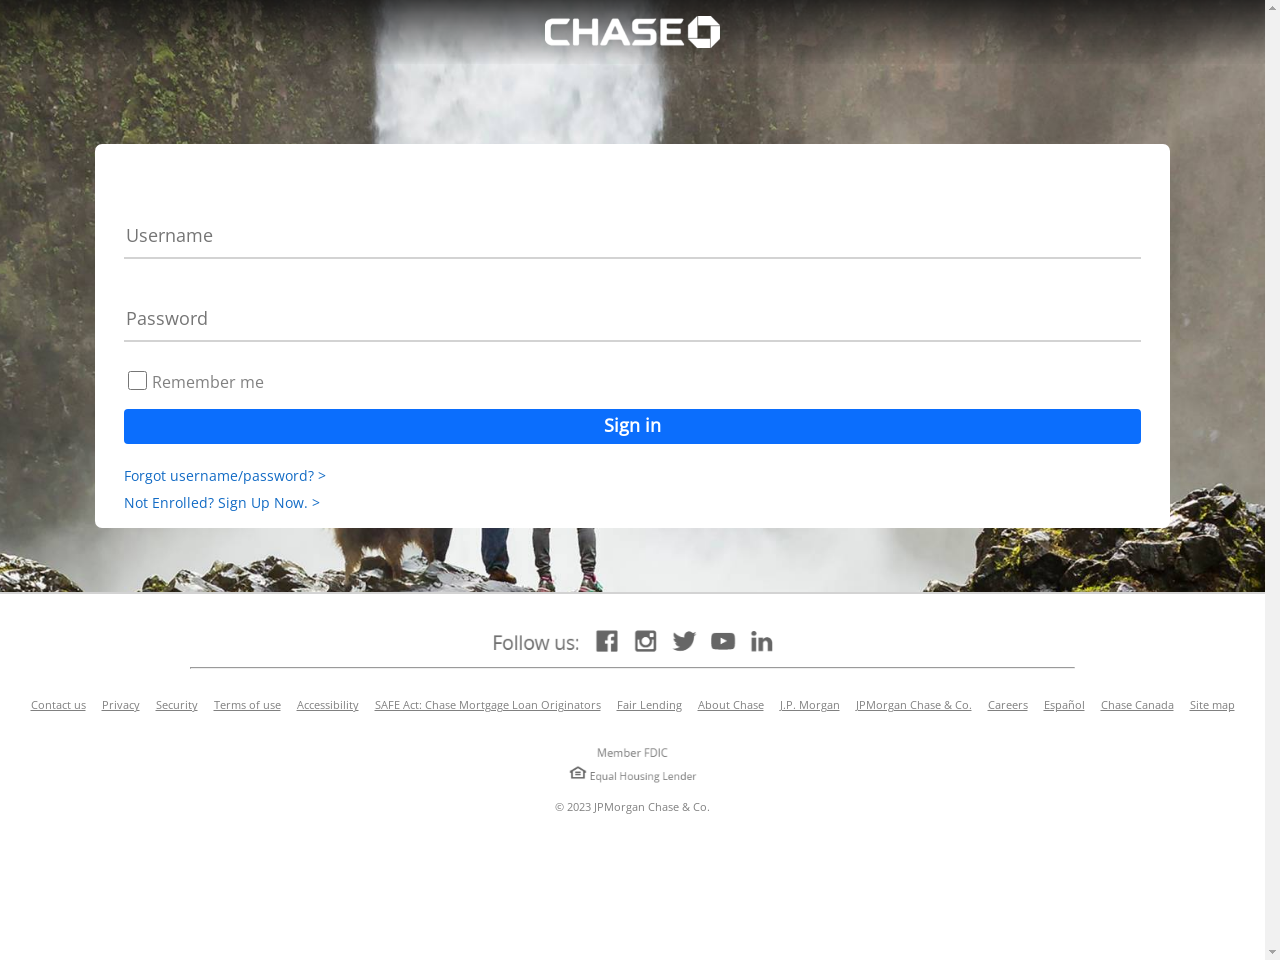 CHASE
Username
Password
Remember me
Sign in
Forgot username/password? >
Not Enrolled? Sign Up Now. >
Follow us:
Contact us Privacy Security Terms of use Accessibility SAFE Act: Chase Mortgage Loan Originators Fair Lending About Chase J.P. Morgan JPMorgan Chase & Co. Careers Español Chase Canada Site map
Member FDIC
Equal Housing Lender
© 2023 JPMorgan Chase & Co.